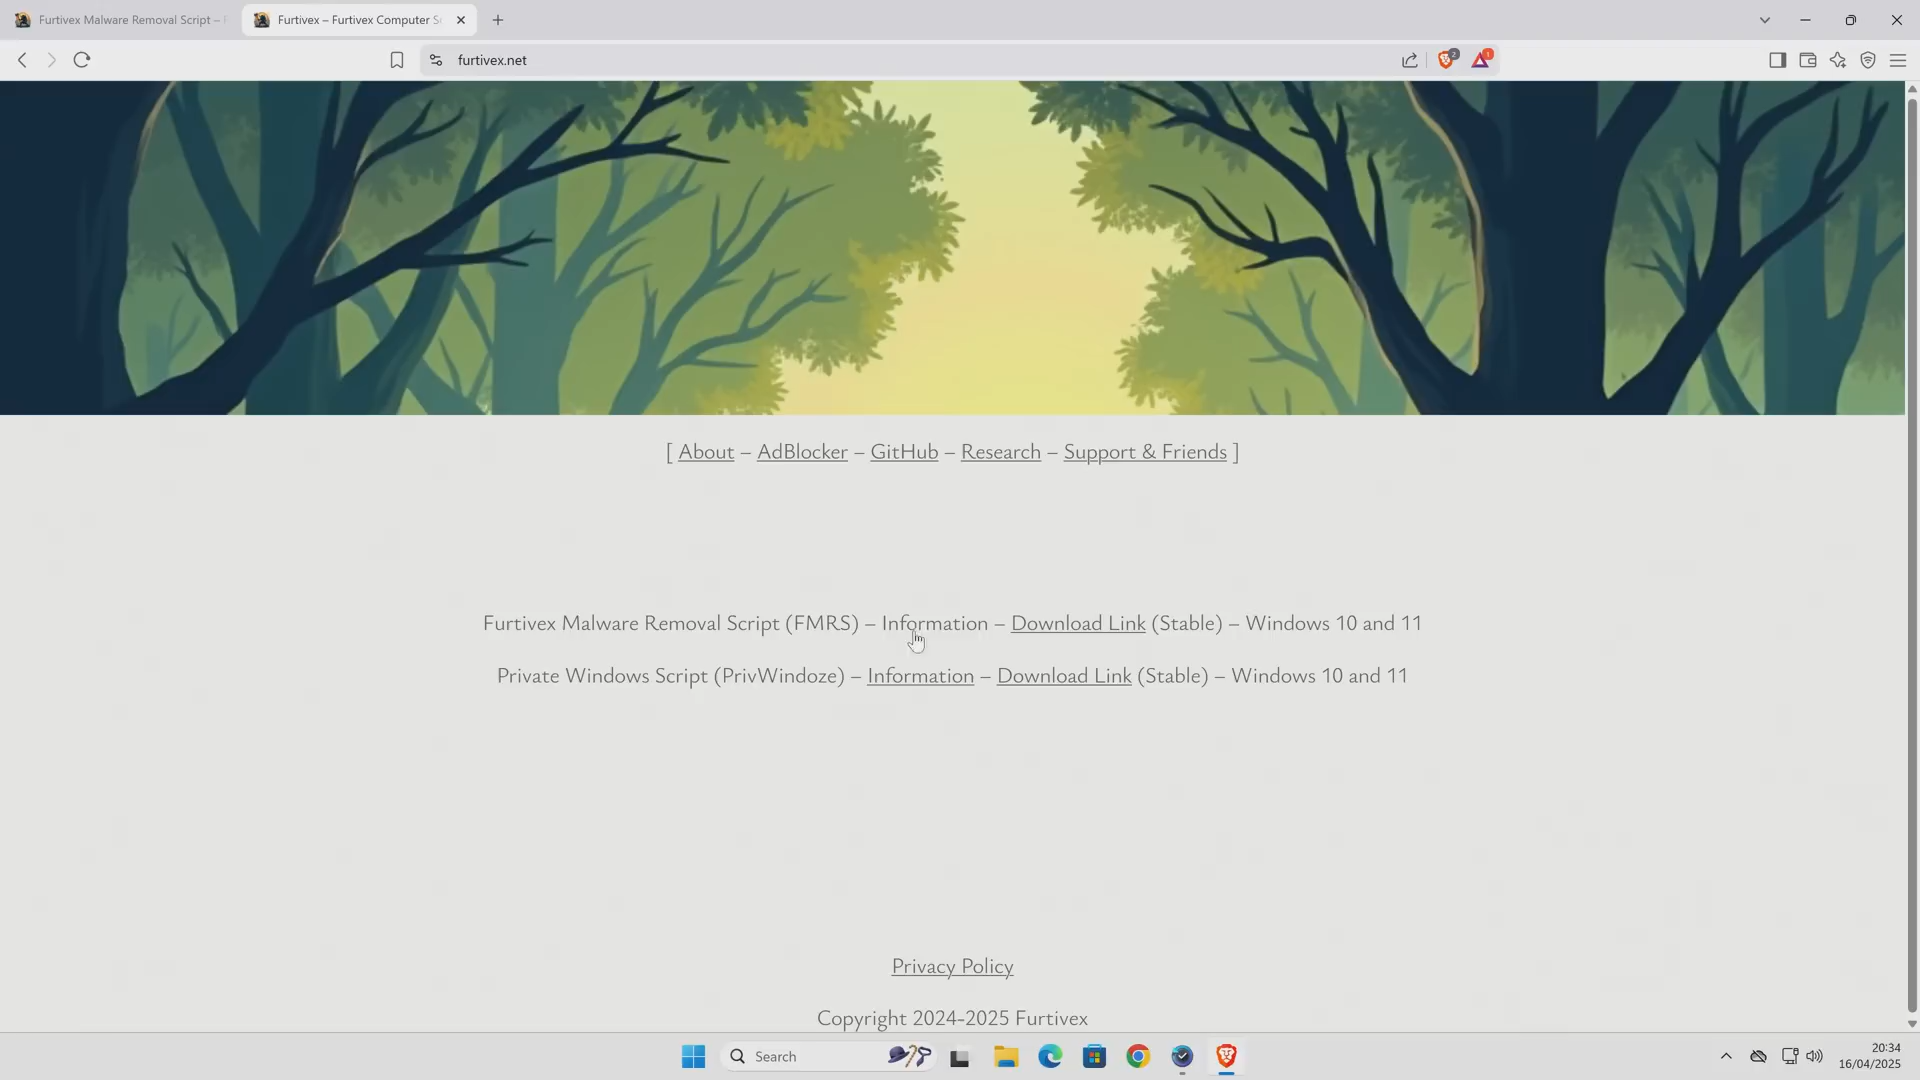 Furtivex Malware Removal Script –
Furtivex – Furtivex Computer
furtivex.net
2
1
[ About – AdBlocker – GitHub – Research – Support & Friends ]
Furtivex Malware Removal Script (FMRS) – Information – Download Link (Stable) – Windows 10 and 11
Private Windows Script (PrivWindoze) – Information – Download Link (Stable) – Windows 10 and 11
Privacy Policy
Copyright 2024-2025 Furtivex
Search
20:34
16/04/2025